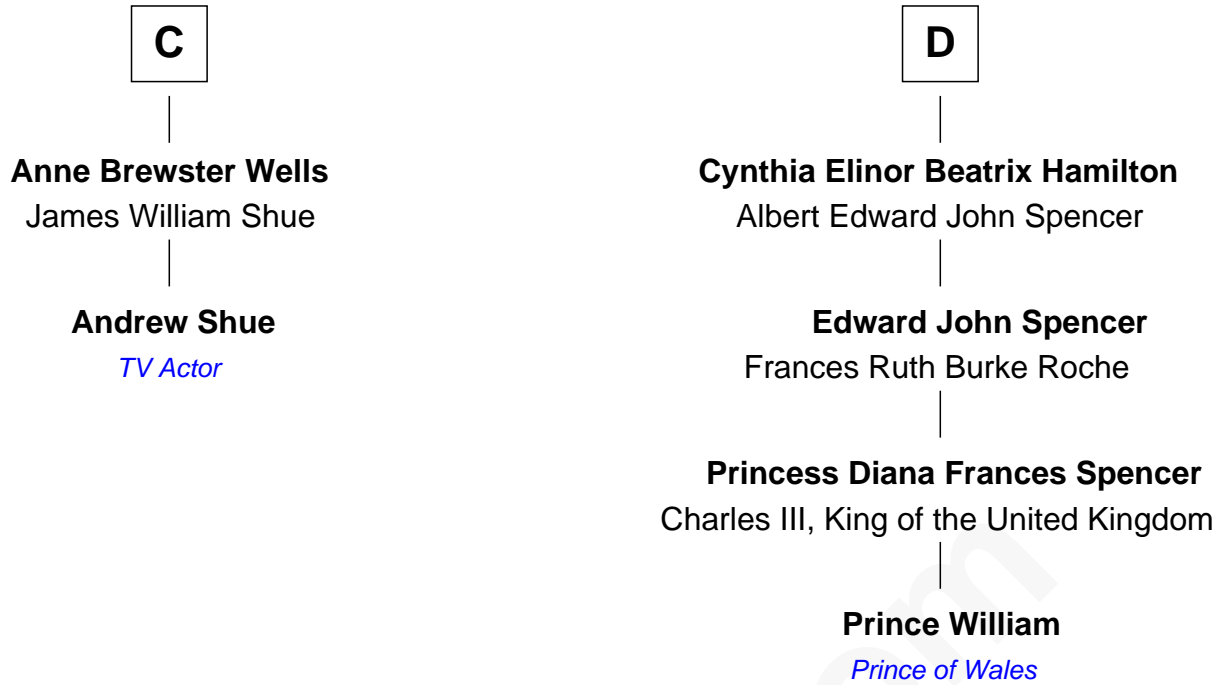 C
Anne Brewster Wells
James William Shue
Andrew Shue
TV Actor
D
Cynthia Elinor Beatrix Hamilton
Albert Edward John Spencer
Edward John Spencer
Frances Ruth Burke Roche
Princess Diana Frances Spencer
Charles III, King of the United Kingdom
Prince William
Prince of Wales